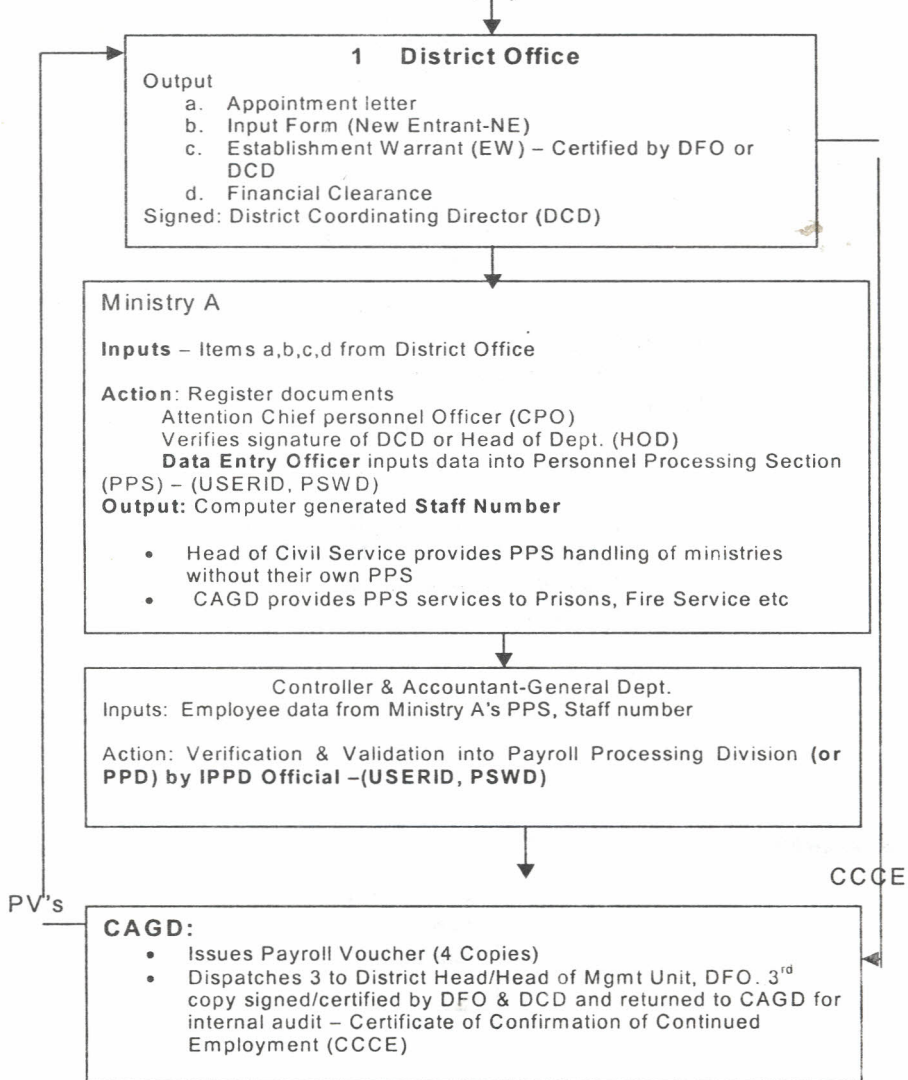 1 District Office
Output
a. Appointment letter
b. Input Form (New Entrant-NE)
c. Establishment Warrant (EW) – Certified by DFO or
DCD
d. Financial Clearance
Signed: District Coordinating Director (DCD)
Ministry A
Inputs – Items a,b,c,d from District Office
Action: Register documents
Attention Chief personnel Officer (CPO)
Verifies signature of DCD or Head of Dept. (HOD)
Data Entry Officer inputs data into Personnel Processing Section
(PPS) – (USERID, PSWD)
Output: Computer generated Staff Number
• Head of Civil Service provides PPS handling of ministries
without their own PPS
• CAGD provides PPS services to Prisons, Fire Service etc
Controller & Accountant-General Dept.
Inputs: Employee data from Ministry A's PPS, Staff number
Action: Verification & Validation into Payroll Processing Division (or
PPD) by IPPD Official –(USERID, PSWD)
CCCE
PV's
CAGD:
• Issues Payroll Voucher (4 Copies)
• Dispatches 3 to District Head/Head of Mgmt Unit, DFO. 3rd
copy signed/certified by DFO & DCD and returned to CAGD for
internal audit – Certificate of Confirmation of Continued
Employment (CCCE)